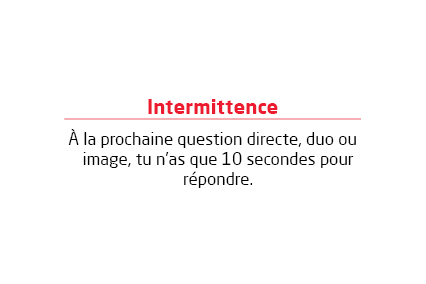 Intermittence
À la prochaine question directe, duo ou
image, tu n'as que 10 secondes pour
répondre.